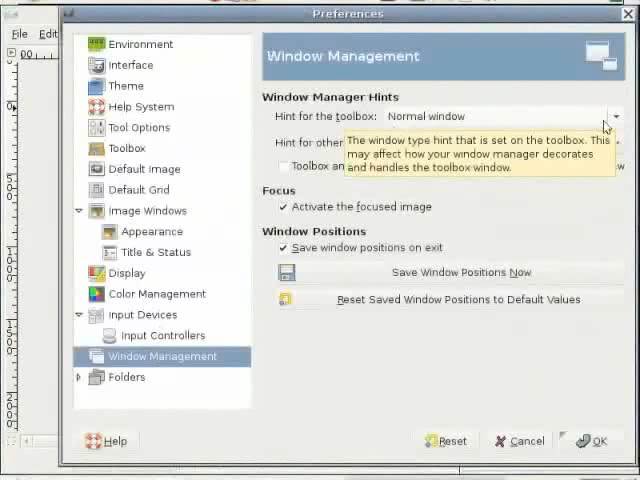 Preferences
File Edit
Environment
Interface
Theme
Help System
Tool Options
Toolbox
Default Image
Default Grid
Image Windows
Appearance
Title & Status
Display
Color Management
Input Devices
Input Controllers
Window Management
Folders
Window Management
Window Manager Hints
Hint for the toolbox: Normal window
Hint for other
The window type hint that is set on the toolbox. This
may affect how your window manager decorates
and handles the toolbox window.
Toolbox an
Focus
Activate the focused image
Window Positions
Save window positions on exit
Save Window Positions Now
Reset Saved Window Positions to Default Values
Help
Reset
Cancel
OK